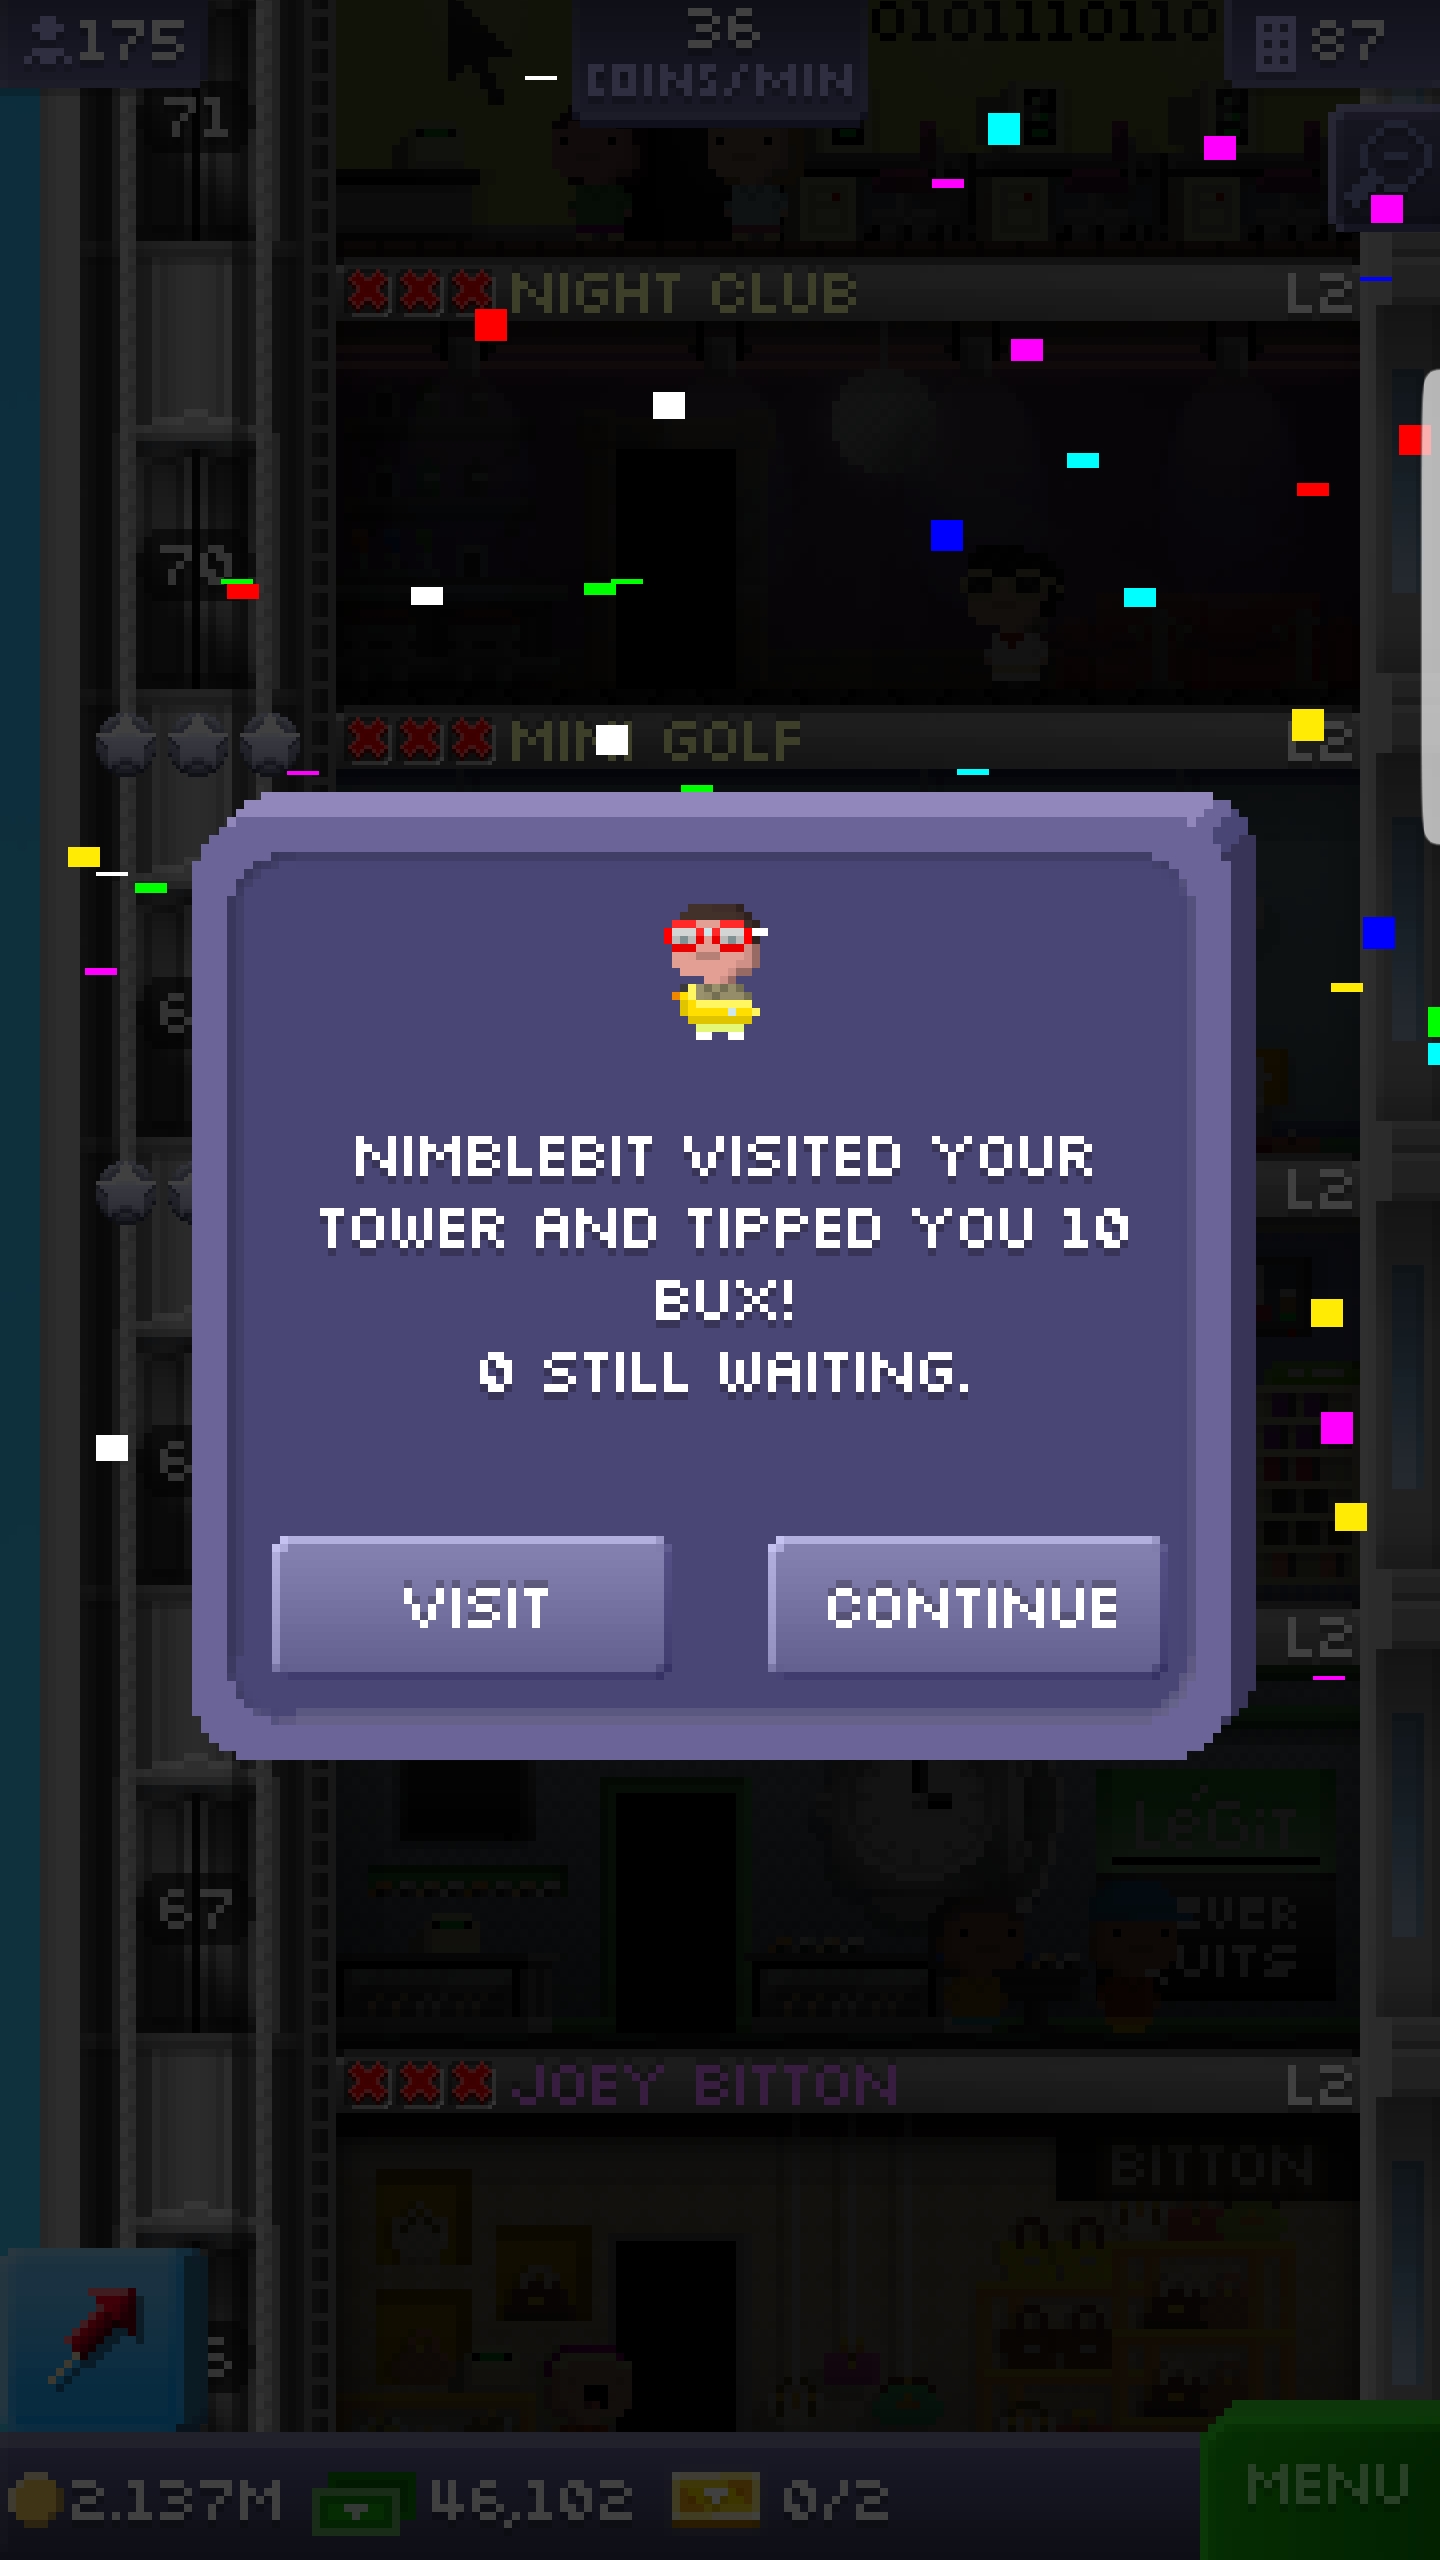 175
36
COINS/MIN
0101110110
87
71
NIGHT CLUB
L2
70
MINI GOLF
L2
NIMBLEBIT VISITED YOUR
TOWER AND TIPPED YOU 10
BUX!
0 STILL WAITING.
L2
VISIT
CONTINUE
L2
LéGiT
67
JOEY BITTON
L2
BITTON
2.137M
46,102
0/2
MENU